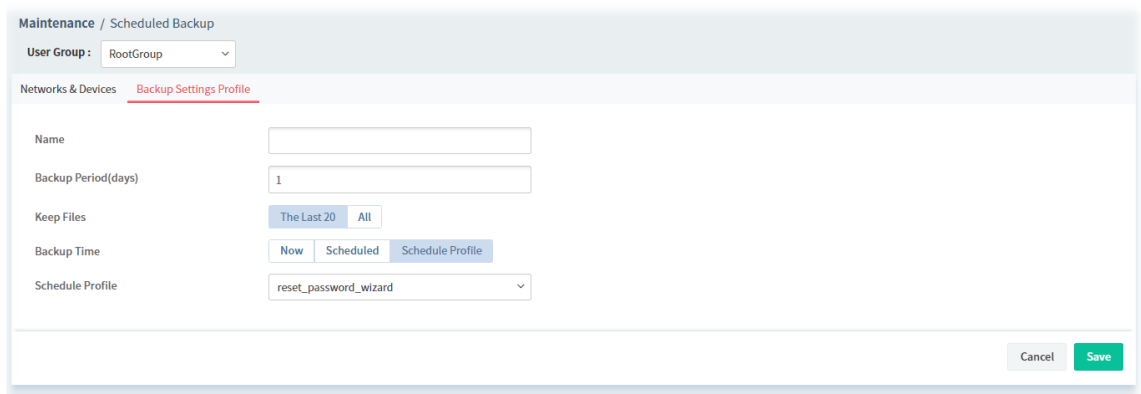 Maintenance / Scheduled Backup
User Group : RootGroup
Networks & Devices Backup Settings Profile
Name
Backup Period(days) 1
Keep Files The Last 20 All
Backup Time Now Scheduled Schedule Profile
Schedule Profile reset_password_wizard
Cancel Save